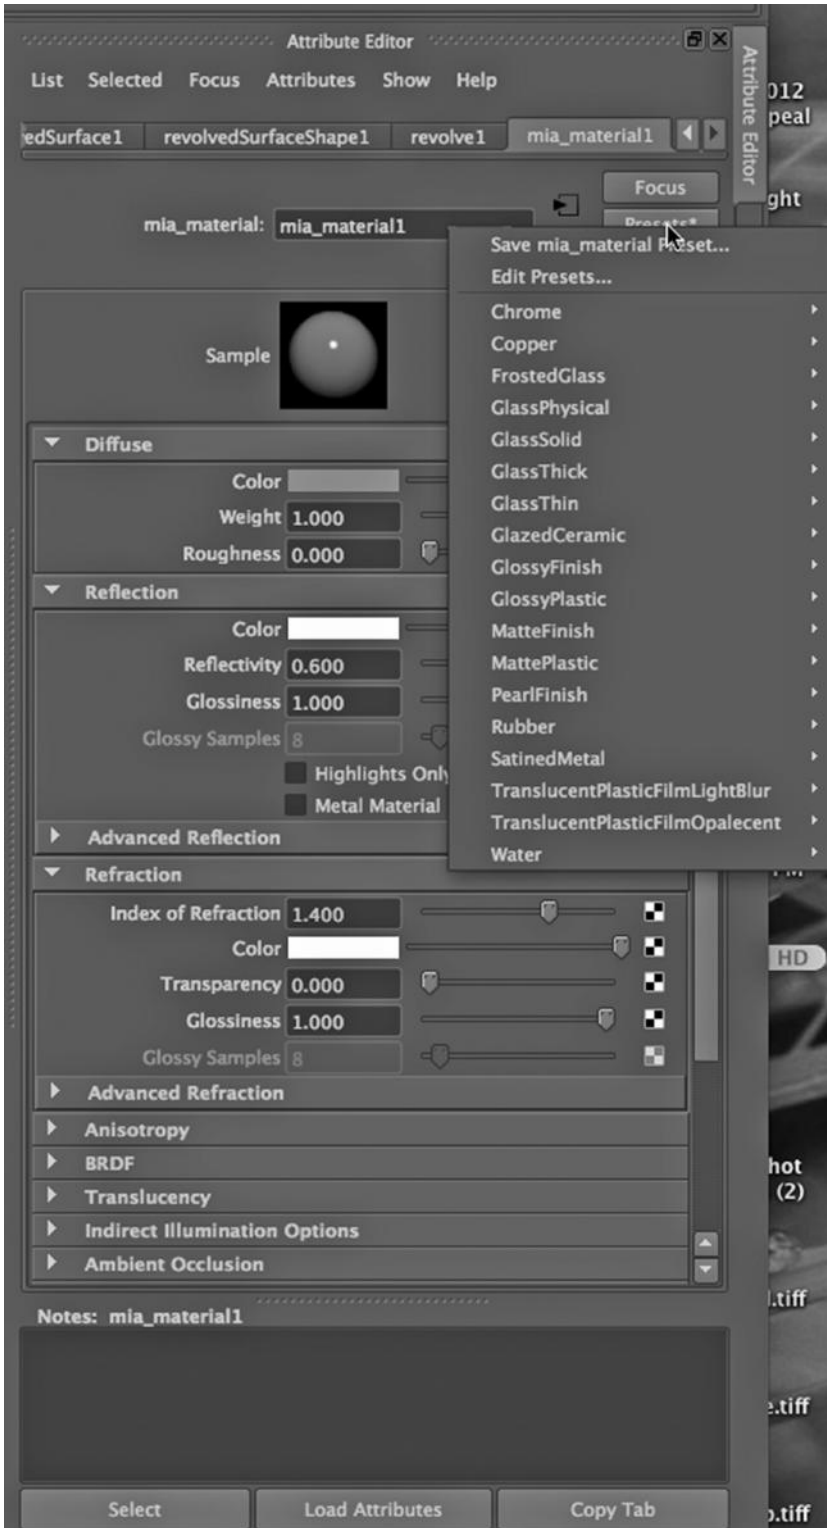 Attribute Editor
List Selected Focus Attributes Show Help
edSurface1 revolvedSurfaceShape1 revolve1 mia_material1
Attribute Editor
012
peal
Focus
ght
mia_material: mia_material1
Presets*
Save mia_material Preset...
Edit Presets...
Chrome
Copper
Sample
FrostedGlass
GlassPhysical
GlassSolid
GlassThick
GlassThin
GlazedCeramic
GlossyFinish
GlossyPlastic
MatteFinish
MattePlastic
PearlFinish
Rubber
SatinedMetal
TranslucentPlasticFilmLightBlur
TranslucentPlasticFilmOpalecent
Water
Diffuse
Color
Weight 1.000
Roughness 0.000
Reflection
Color
Reflectivity 0.600
Glossiness 1.000
Glossy Samples 8
Highlights Only
Metal Material
Advanced Reflection
Refraction
Index of Refraction 1.400
Color
HD
Transparency 0.000
Glossiness 1.000
Glossy Samples 8
Advanced Refraction
Anisotropy
BRDF
hot
(2)
Translucency
Indirect Illumination Options
Ambient Occlusion
.tiff
Notes: mia_material1
e.tiff
Select Load Attributes Copy Tab
o.tiff